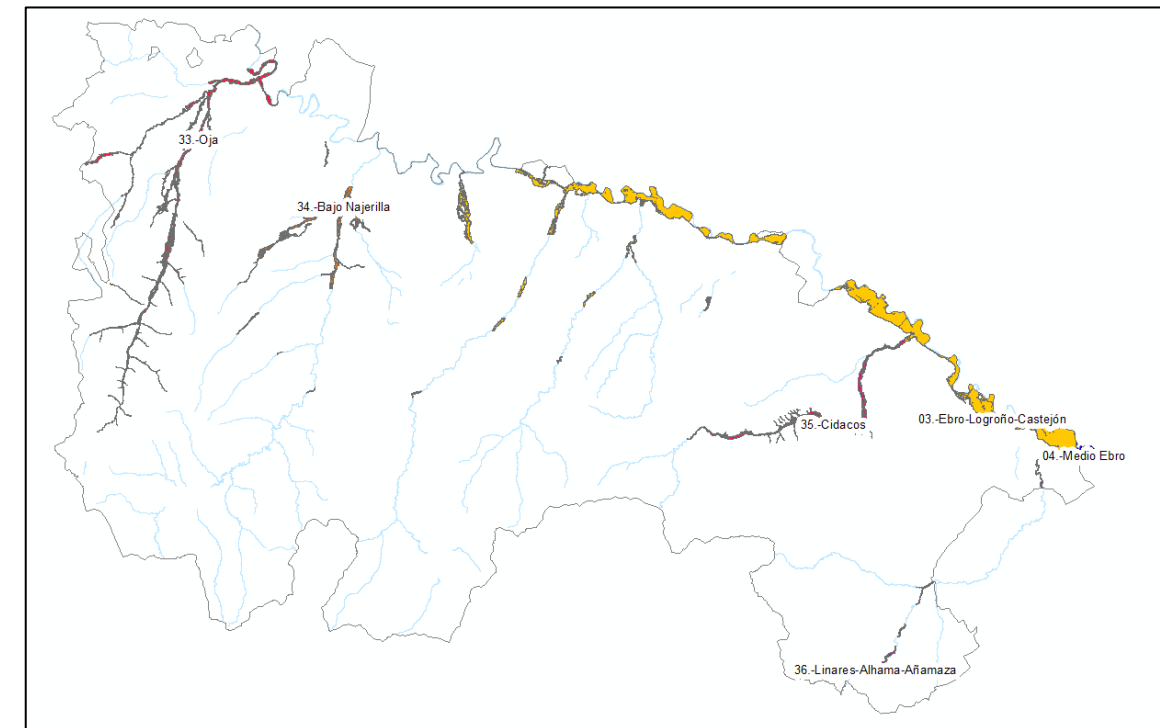 33.-Oja
34.-Bajo Najerilla
35.-Cidacos
03.-Ebro-Logroño-Castejón
04.-Medio Ebro
36.-Linares-Alhama-Añamaza